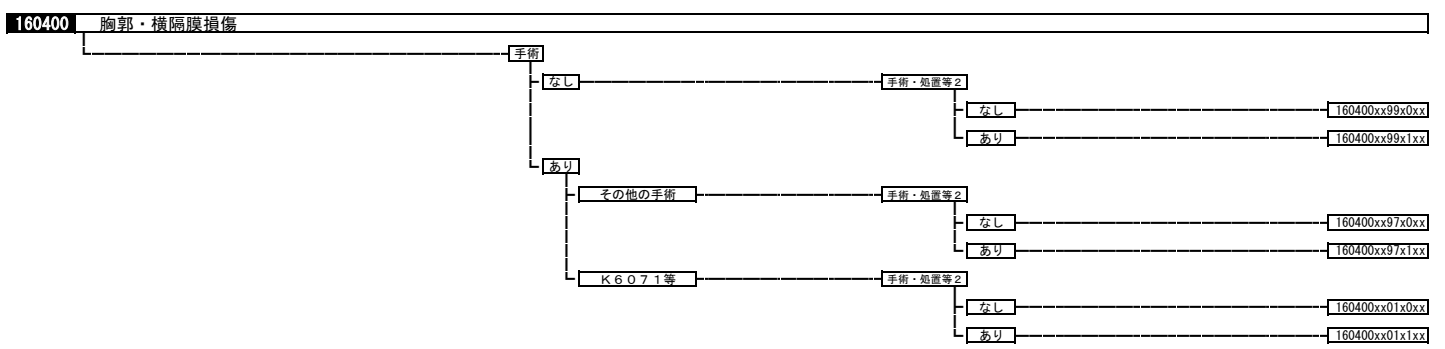 160400 胸郭・横隔膜損傷
手術
なし 手術・処置等2
なし 160400xx99x0xx
あり 160400xx99x1xx
あり
その他の手術 手術・処置等2
なし 160400xx97x0xx
あり 160400xx97x1xx
K6071等 手術・処置等2
なし 160400xx01x0xx
あり 160400xx01x1xx